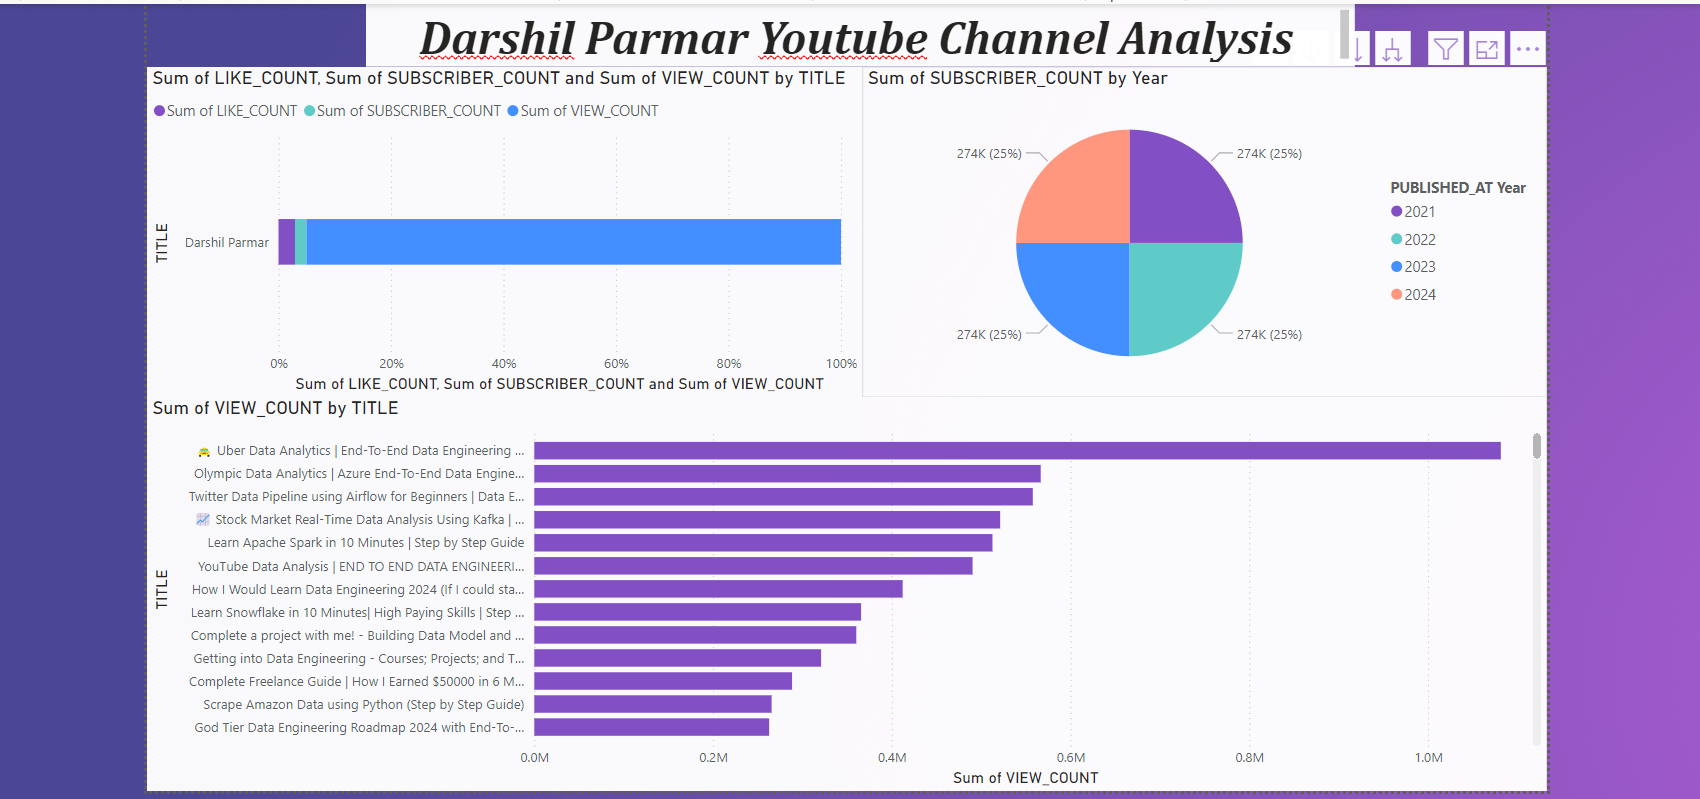 Darshil Parmar Youtube Channel Analysis
Sum of LIKE_COUNT, Sum of SUBSCRIBER_COUNT and Sum of VIEW_COUNT by TITLE
Sum of LIKE_COUNT Sum of SUBSCRIBER_COUNT Sum of VIEW_COUNT
TITLE
Darshil Parmar
0% 20% 40% 60% 80% 100%
Sum of LIKE_COUNT, Sum of SUBSCRIBER_COUNT and Sum of VIEW_COUNT
Sum of SUBSCRIBER_COUNT by Year
274K (25%) 274K (25%)
274K (25%) 274K (25%)
PUBLISHED_AT Year
2021
2022
2023
2024
Sum of VIEW_COUNT by TITLE
TITLE
🚖 Uber Data Analytics | End-To-End Data Engineering ...
Olympic Data Analytics | Azure End-To-End Data Engine...
Twitter Data Pipeline using Airflow for Beginners | Data E...
📈 Stock Market Real-Time Data Analysis Using Kafka | ...
Learn Apache Spark in 10 Minutes | Step by Step Guide
YouTube Data Analysis | END TO END DATA ENGINEERI...
How I Would Learn Data Engineering 2024 (If I could sta...
Learn Snowflake in 10 Minutes| High Paying Skills | Step ...
Complete a project with me! - Building Data Model and ...
Getting into Data Engineering - Courses; Projects; and T...
Complete Freelance Guide | How I Earned $50000 in 6 M...
Scrape Amazon Data using Python (Step by Step Guide)
God Tier Data Engineering Roadmap 2024 with End-To-...
0.0M 0.2M 0.4M 0.6M 0.8M 1.0M
Sum of VIEW_COUNT